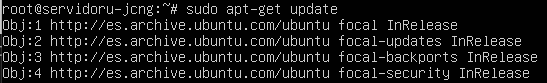 root@servidoru-jcng:~# sudo apt-get update
Obj:1 http://es.archive.ubuntu.com/ubuntu focal InRelease
Obj:2 http://es.archive.ubuntu.com/ubuntu focal-updates InRelease
Obj:3 http://es.archive.ubuntu.com/ubuntu focal-backports InRelease
Obj:4 http://es.archive.ubuntu.com/ubuntu focal-security InRelease